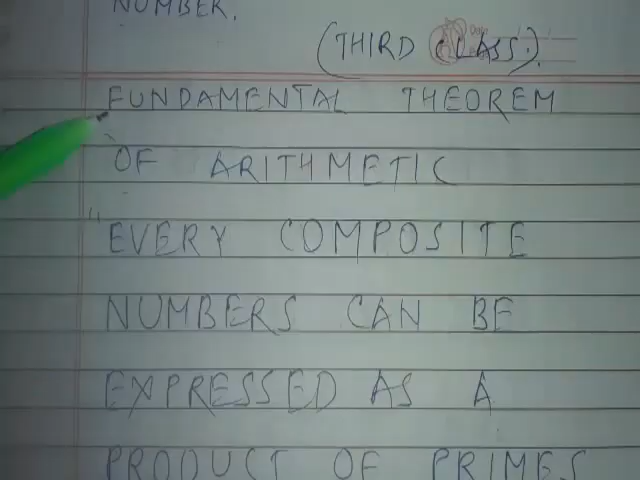 NUMBER.
(THIRD CLASS).
FUNDAMENTAL THEOREM
OF ARITHMETIC
"EVERY COMPOSITE
NUMBERS CAN BE
EXPRESSED AS A
PRODUCT OF PRIMES